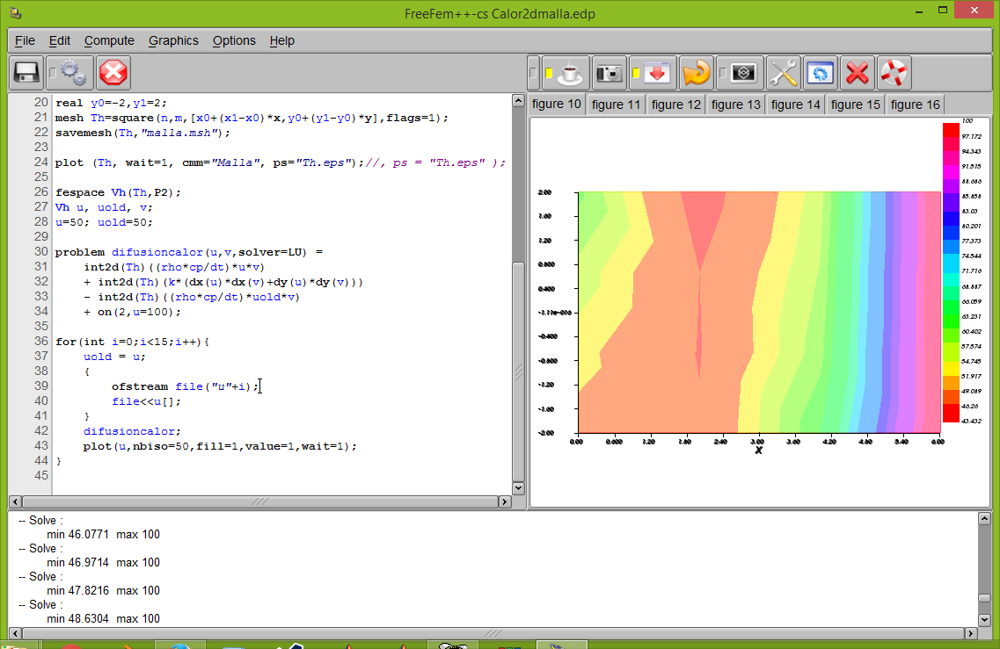 FreeFem++-cs Calor2dmalla.edp
File Edit Compute Graphics Options Help
20 real y0=-2,y1=2;
21 mesh Th=square(n,m,[x0+(x1-x0)*x,y0+(y1-y0)*y],flags=1);
22 savemesh(Th,"malla.msh");
23
24 plot (Th, wait=1, cmm="Malla", ps="Th.eps");//, ps = "Th.eps" );
25
26 fespace Vh(Th,P2);
27 Vh u, uold, v;
28 u=50; uold=50;
29
30 problem difusioncalor(u,v,solver=LU) =
31 int2d(Th)((rho*cp/dt)*u*v)
32 + int2d(Th)(k*(dx(u)*dx(v)+dy(u)*dy(v)))
33 - int2d(Th)((rho*cp/dt)*uold*v)
34 + on(2,u=100);
35
36 for(int i=0;i<15;i++){
37 uold = u;
38 {
39 ofstream file("u"+i);
40 file<<u[];
41 }
42 difusioncalor;
43 plot(u,nbiso=50,fill=1,value=1,wait=1);
44 }
45
figure 10 figure 11 figure 12 figure 13 figure 14 figure 15 figure 16
100
97.172
94.343
91.515
88.686
85.858
83.03
80.201
77.373
74.544
71.716
68.887
66.059
63.231
60.402
57.574
54.745
51.917
49.089
46.26
43.432
2.00
1.60
1.20
0.800
0.400
-0.400
-0.800
-1.20
-1.60
-2.00
0.00 0.600 1.20 1.80 2.40 3.00 3.60 4.20 4.80 5.40 6.00
X
-- Solve :
min 46.0771 max 100
-- Solve :
min 46.9714 max 100
-- Solve :
min 47.8216 max 100
-- Solve :
min 48.6304 max 100